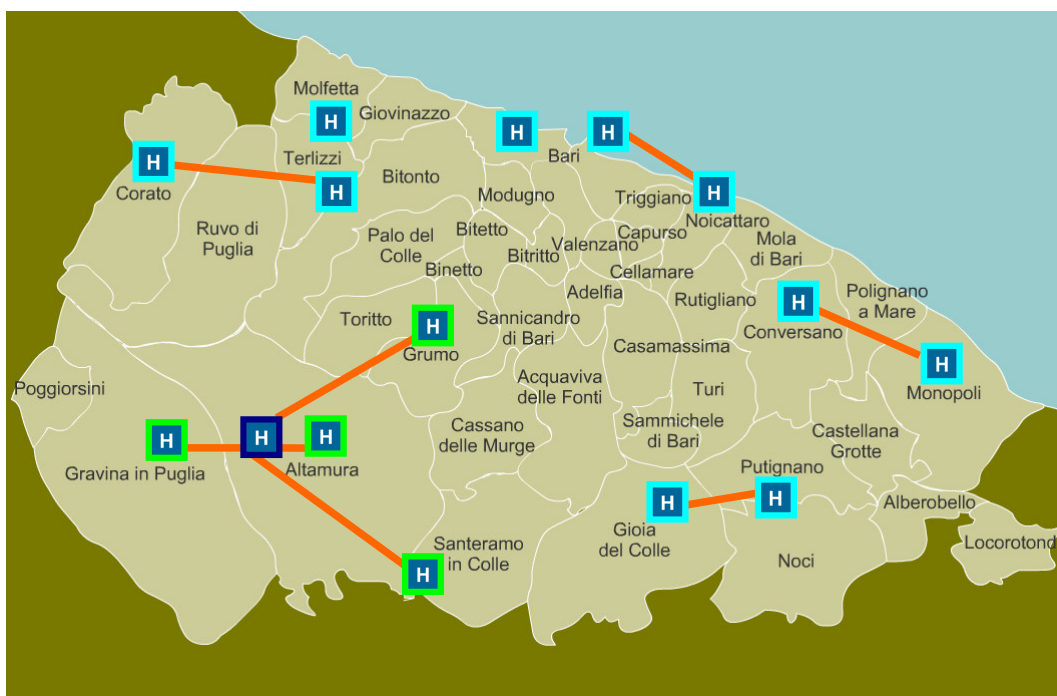 Molfetta
Giovinazzo
H
H
H
Bari
H
Terlizzi
Corato
H
Bitonto
Modugno
Triggiano
H
Noicattaro
Ruvo di
Puglia
Palo del
Colle
Bitetto
Binetto
Bitritto
Valenzano
Capurso
Cellamare
Mola
di Bari
Adelfia
Rutigliano
H
Conversano
Polignano
a Mare
Toritto
H
Grumo
Sannicandro
di Bari
Casamassima
H
Monopoli
Poggiorsini
Acquaviva
delle Fonti
Turi
H
Gravina in Puglia
H
H
Altamura
Cassano
delle Murge
Sammichele
di Bari
Castellana
Grotte
Putignano
H
H
Gioia
del Colle
Alberobello
Santeramo
in Colle
H
Noci
Locorotond